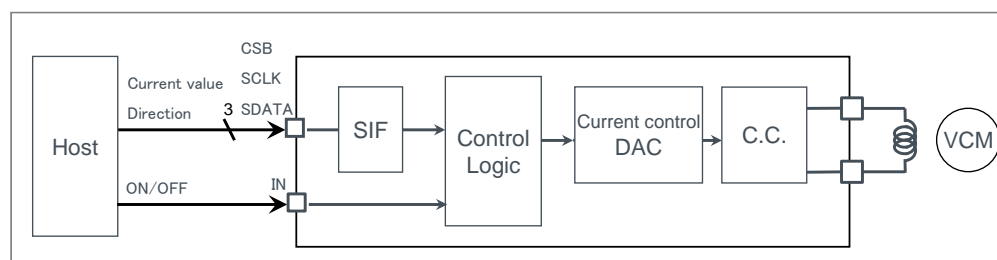 CSB
Current value
SCLK
Direction
3
SDATA
Host
SIF
Control
Logic
Current control
DAC
C.C.
VCM
ON/OFF
IN